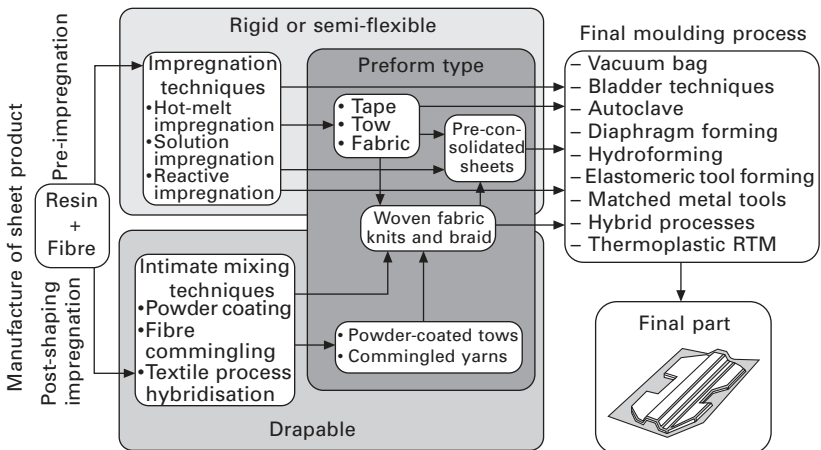 Manufacture of sheet product
Pre-impregnation
Post-shaping
impregnation
Resin
+
Fibre
Rigid or semi-flexible
Impregnation
techniques
•Hot-melt
impregnation
•Solution
impregnation
•Reactive
impregnation
Preform type
• Tape
• Tow
• Fabric
Pre-con-
solidated
sheets
Woven fabric
knits and braid
Intimate mixing
techniques
•Powder coating
•Fibre
commingling
•Textile process
hybridisation
•Powder-coated tows
•Commingled yarns
Drapable
Final moulding process
– Vacuum bag
– Bladder techniques
– Autoclave
– Diaphragm forming
– Hydroforming
– Elastomeric tool forming
– Matched metal tools
– Hybrid processes
– Thermoplastic RTM
Final part